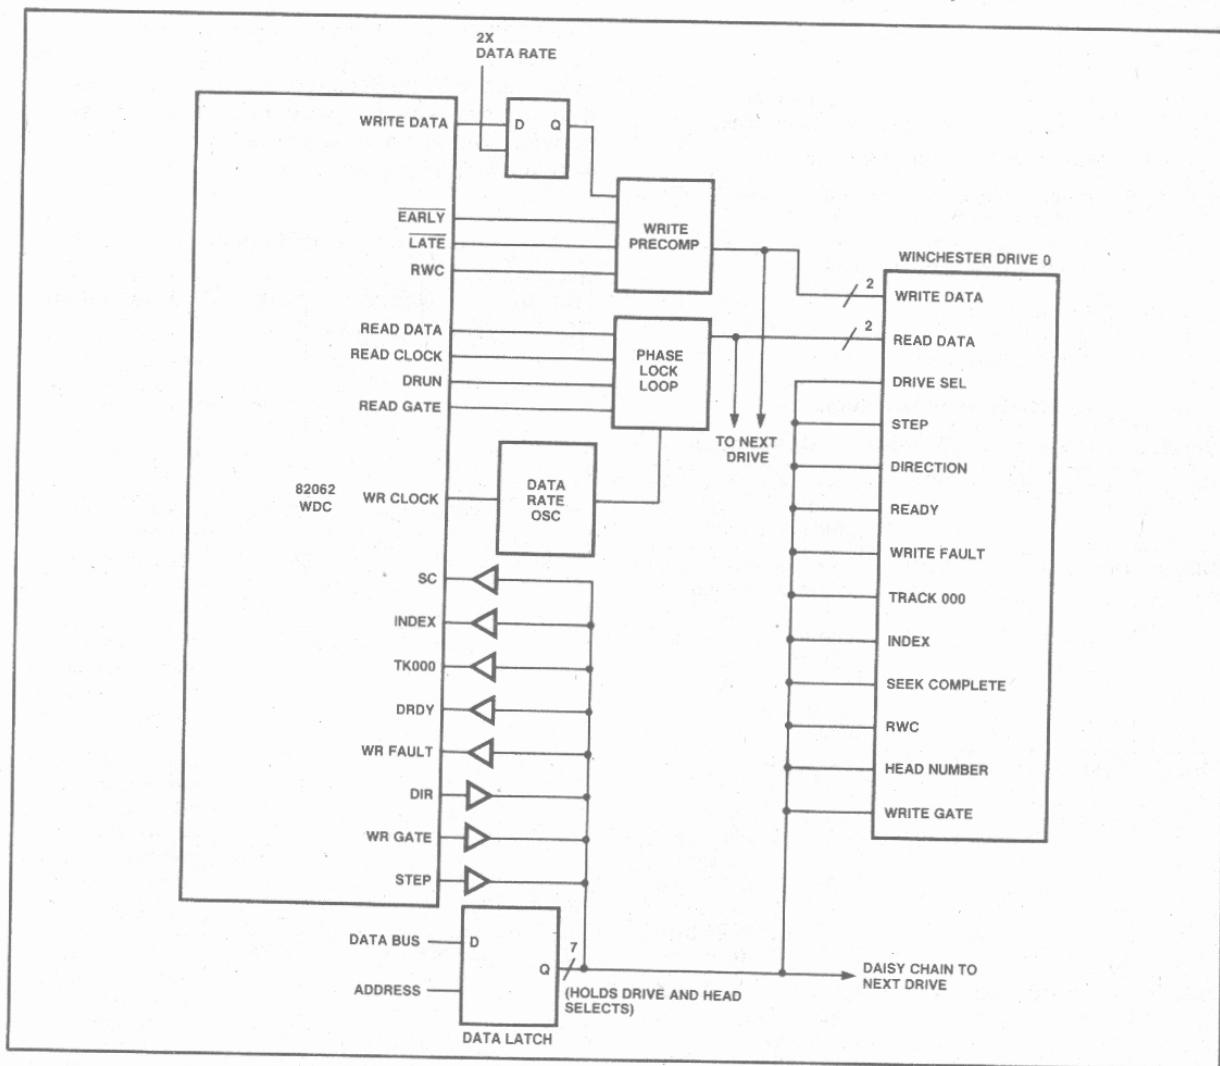 2X
DATA RATE
WRITE DATA
D Q
EARLY
LATE
RWC
WRITE
PRECOMP
READ DATA
READ CLOCK
DRUN
READ GATE
PHASE
LOCK
LOOP
TO NEXT
DRIVE
82062
WDC
WR CLOCK
DATA
RATE
OSC
SC
INDEX
TK000
DRDY
WR FAULT
DIR
WR GATE
STEP
DATA BUS
ADDRESS
D
Q
7
(HOLDS DRIVE AND HEAD
SELECTS)
DATA LATCH
WINCHESTER DRIVE 0
2
WRITE DATA
2
READ DATA
DRIVE SEL
STEP
DIRECTION
READY
WRITE FAULT
TRACK 000
INDEX
SEEK COMPLETE
RWC
HEAD NUMBER
WRITE GATE
DAISY CHAIN TO
NEXT DRIVE